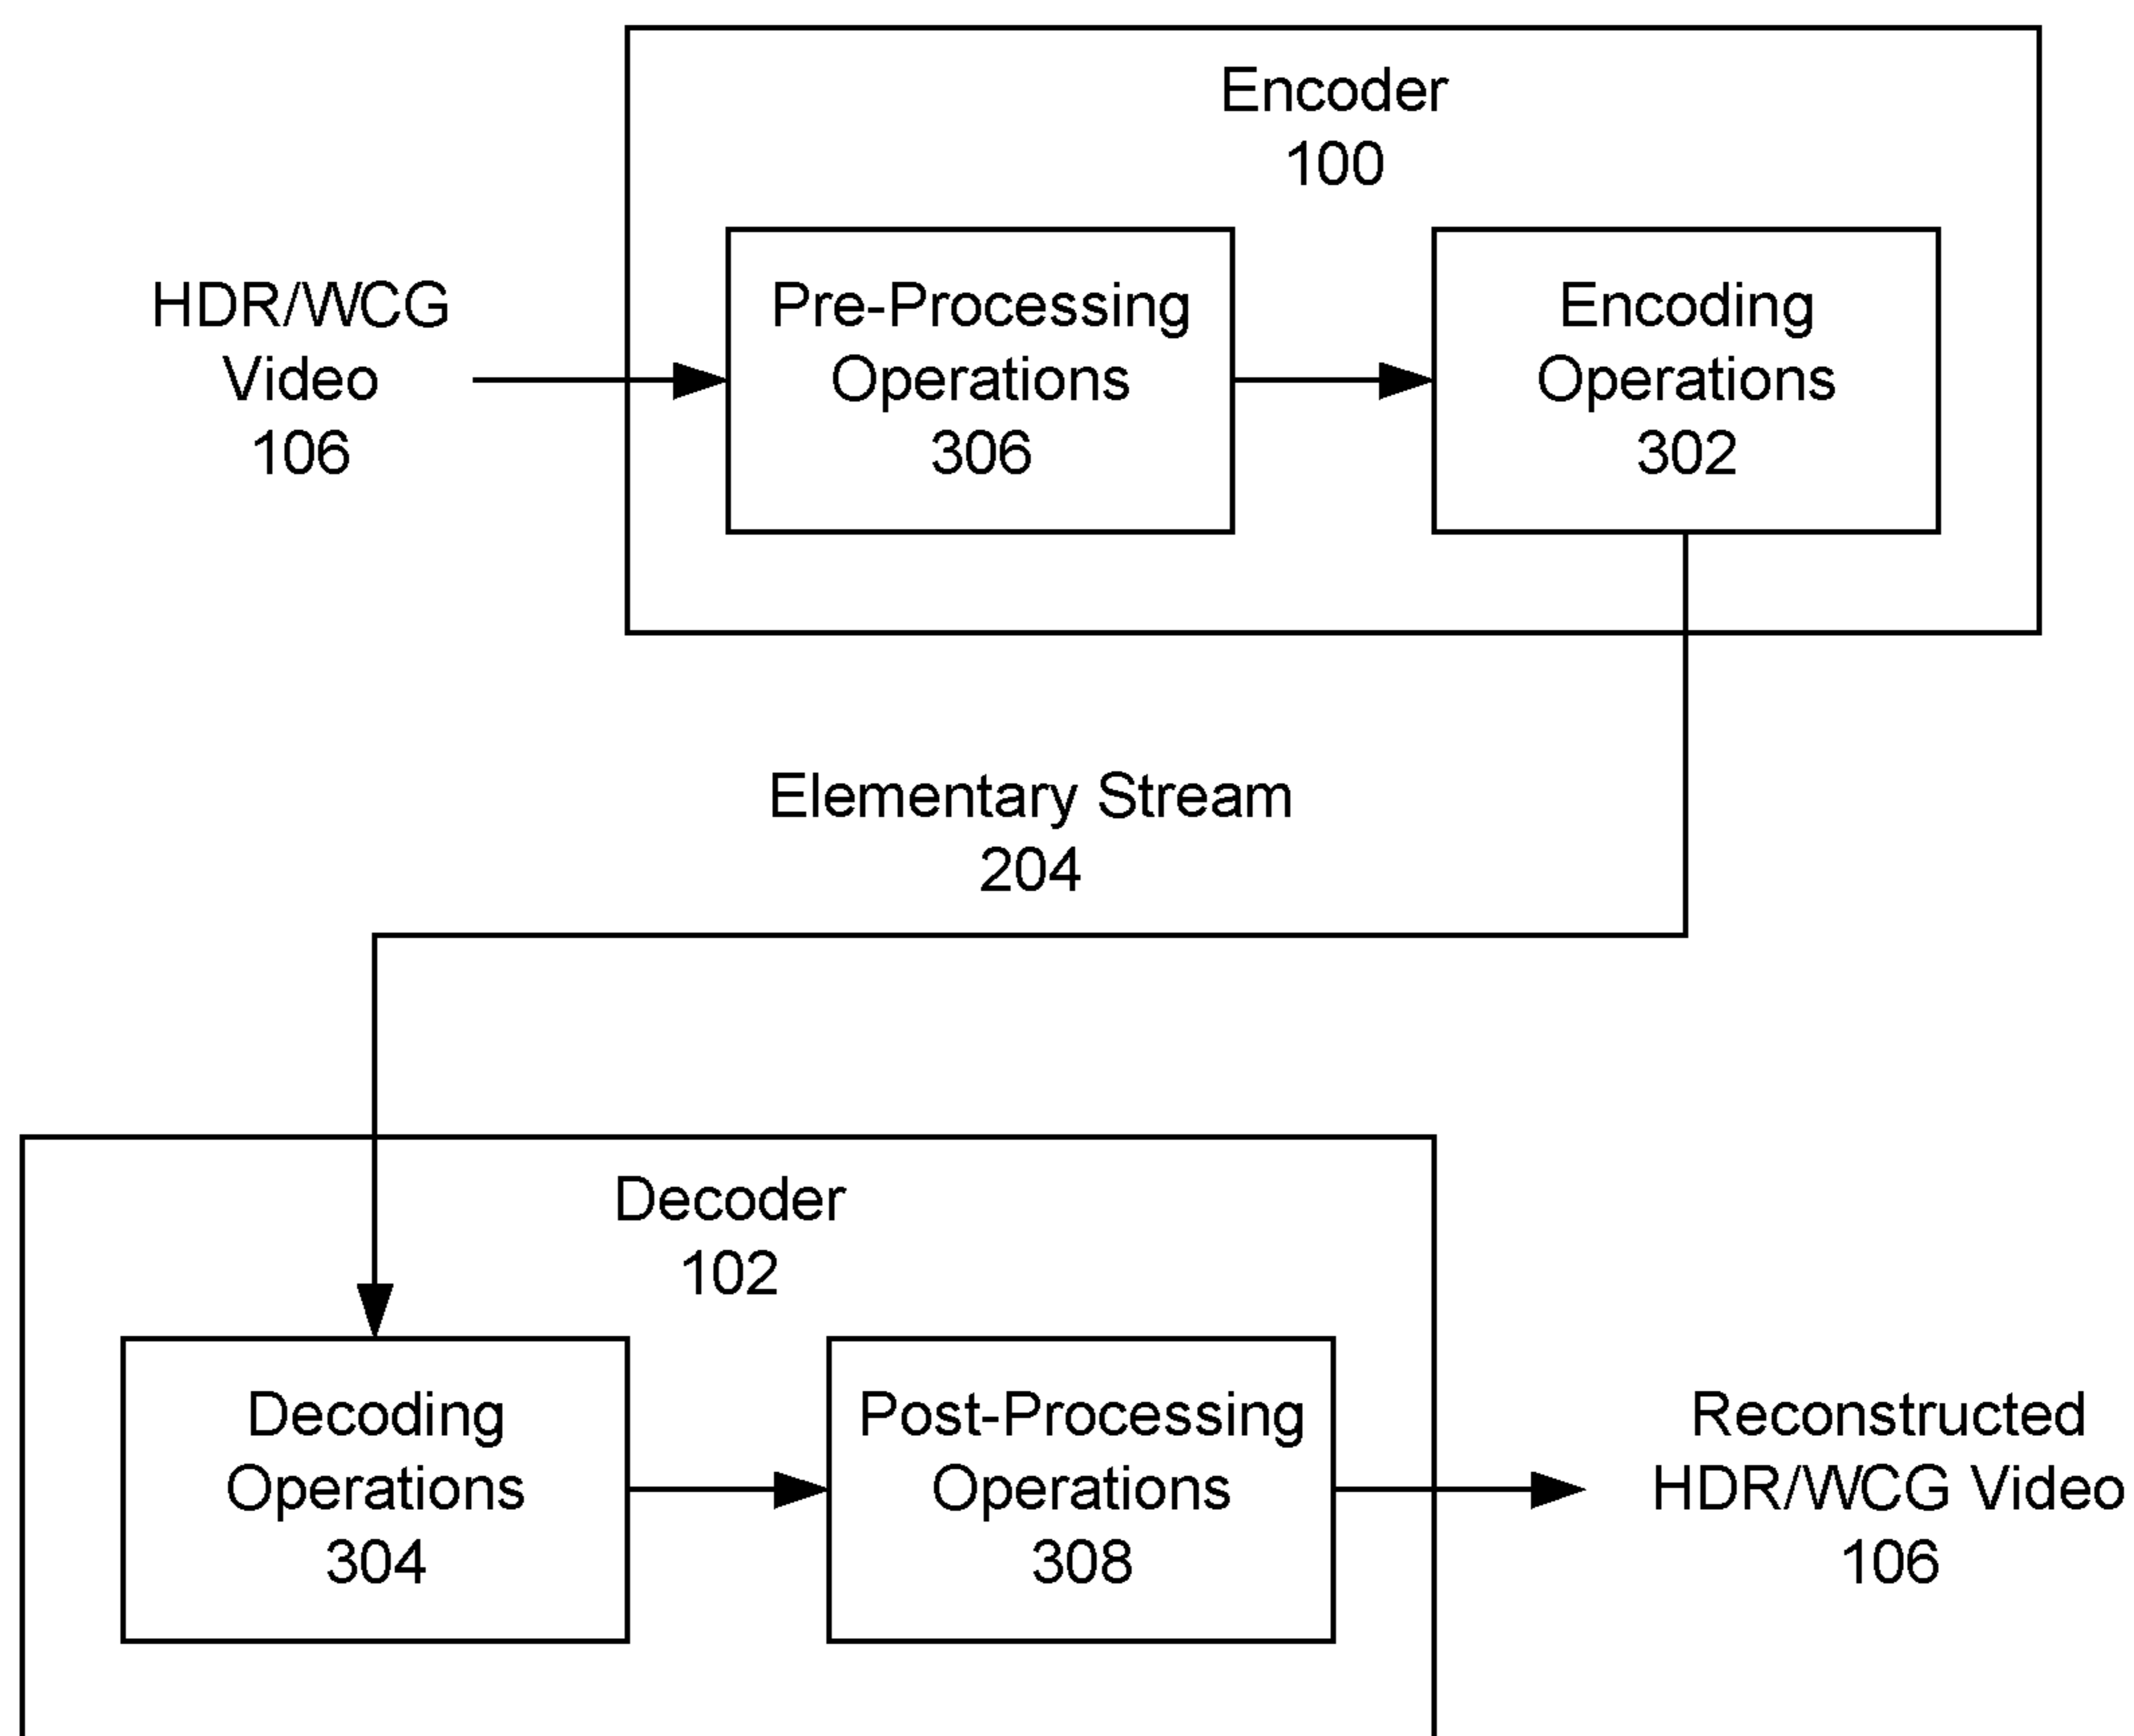 Encoder
100
HDR/WCG
Video
106
Pre-Processing
Operations
306
Encoding
Operations
302
Elementary Stream
204
Decoder
102
Decoding
Operations
304
Post-Processing
Operations
308
Reconstructed
HDR/WCG Video
106